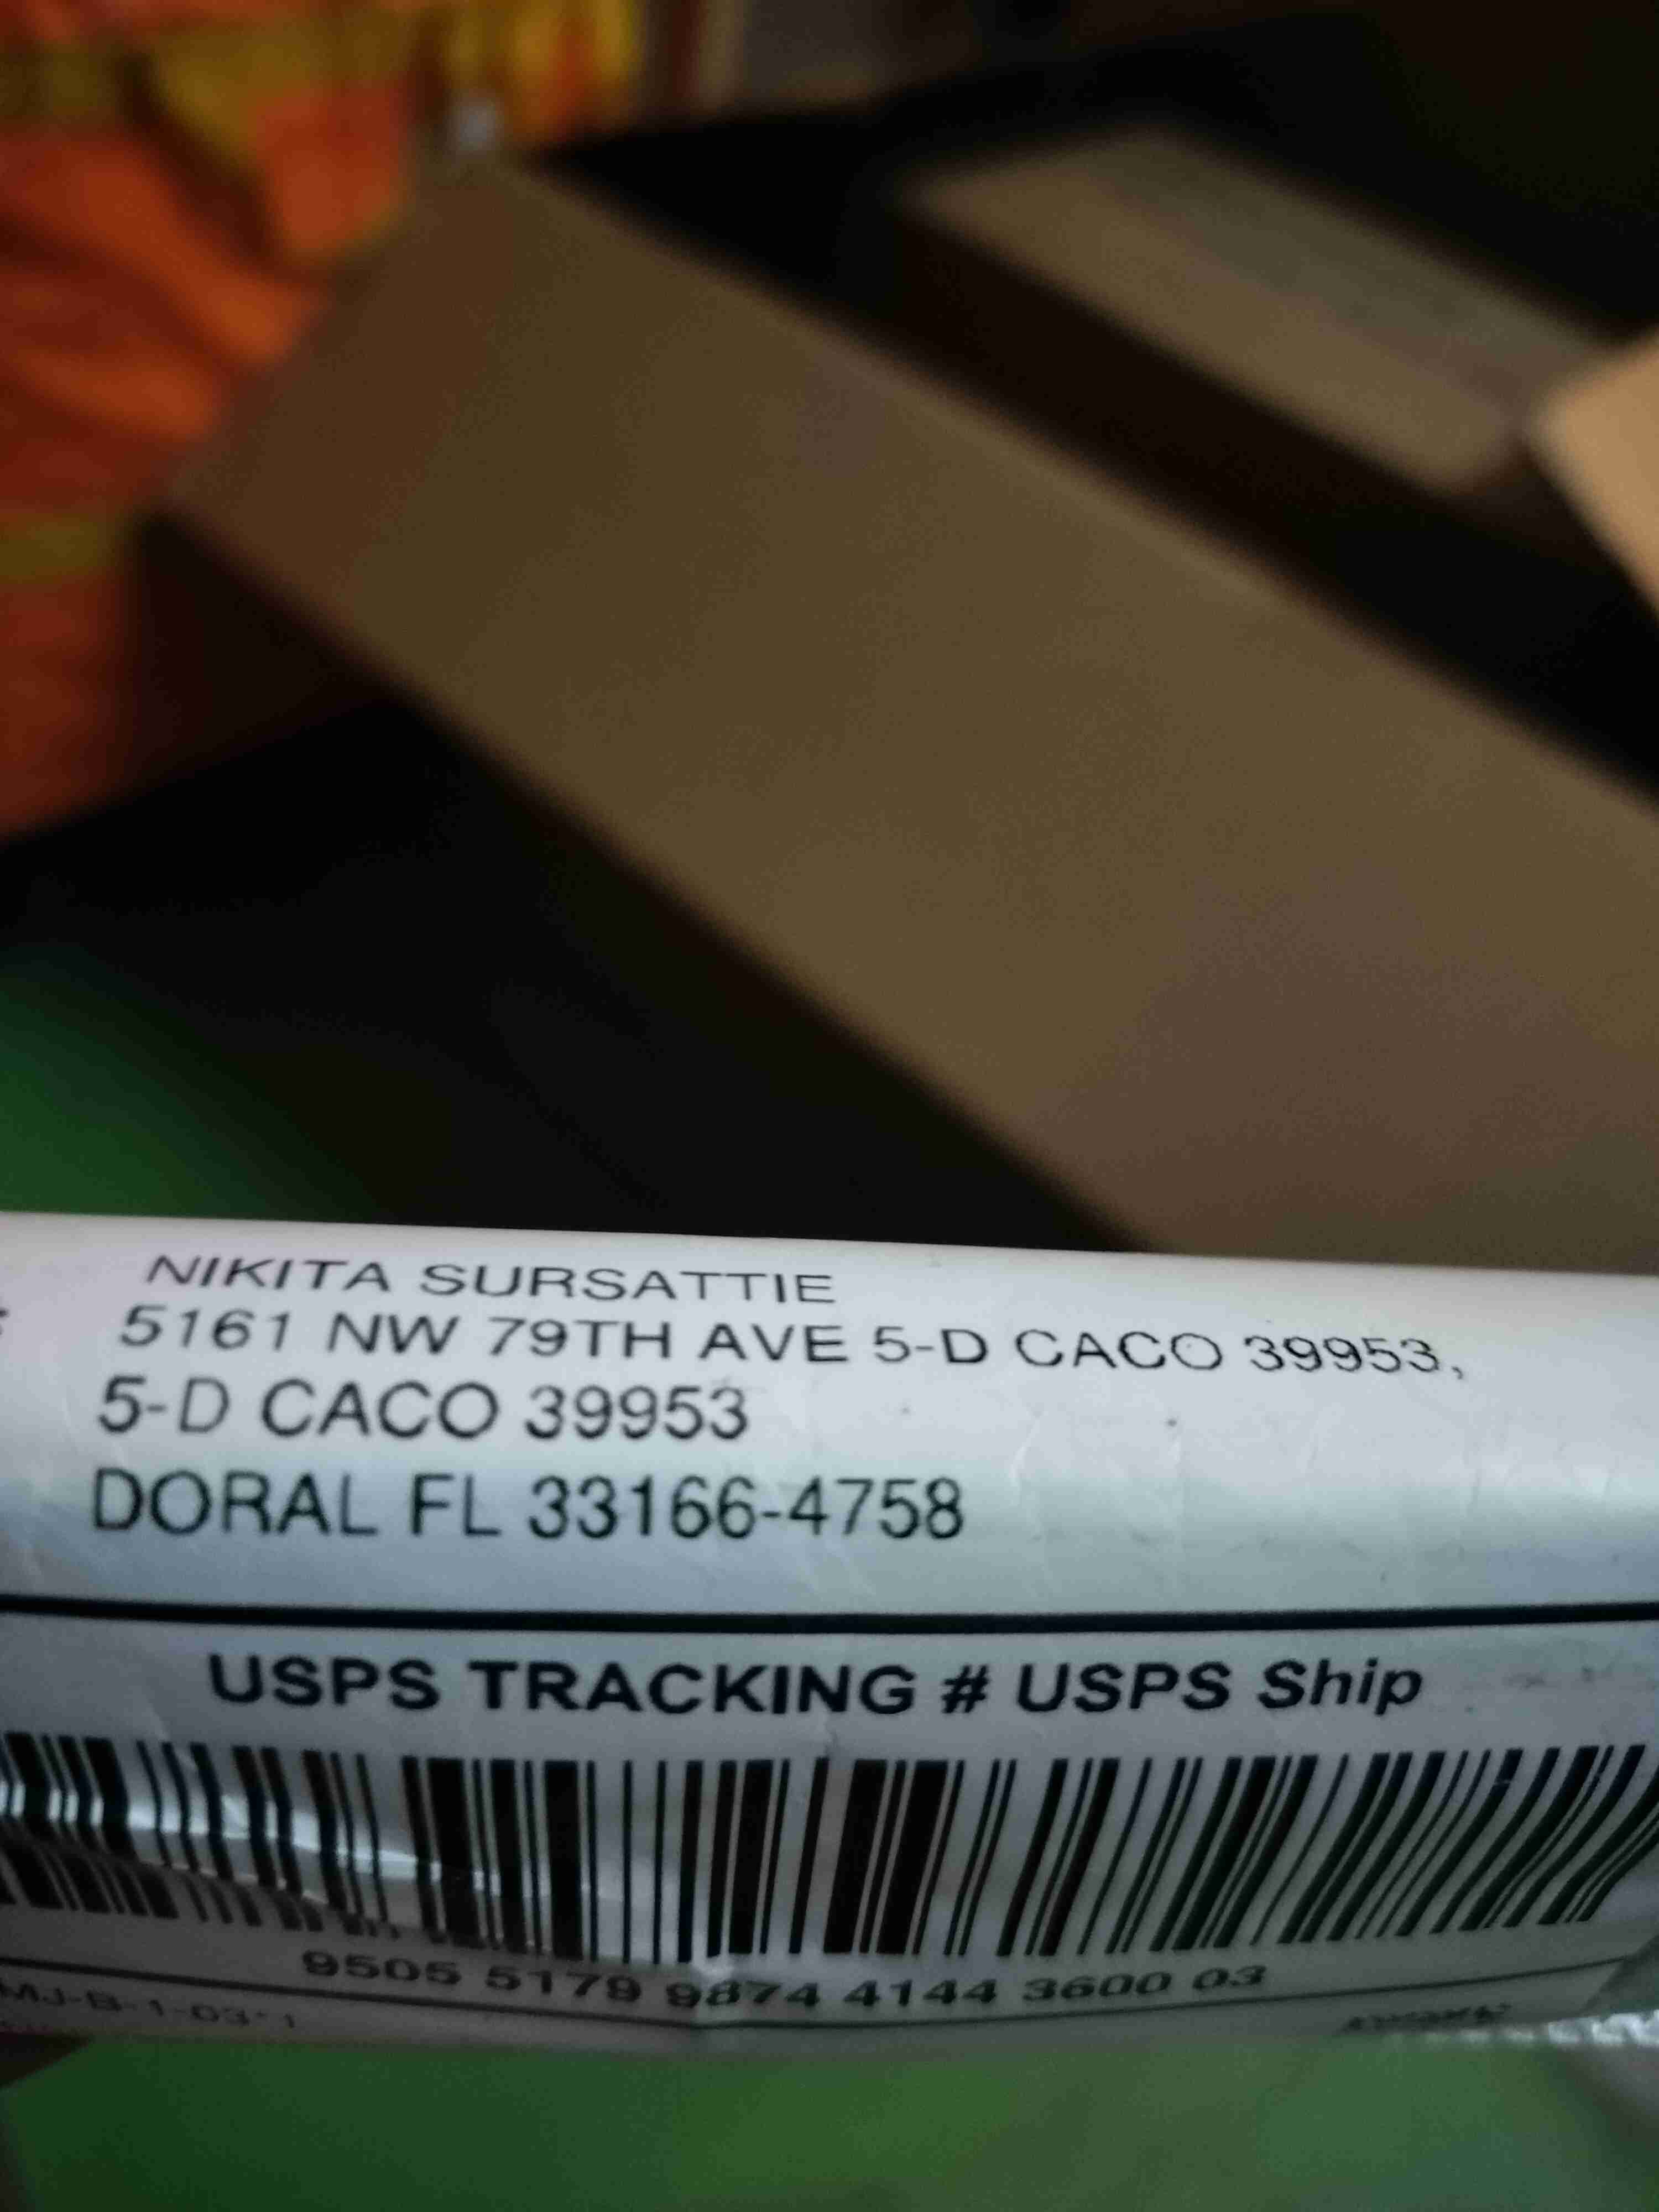 NIKITA SURSATTIE
5161 NW 79TH AVE 5-D CACO 39953,
5-D CACO 39953
DORAL FL 33166-4758
USPS TRACKING # USPS Ship
9505 5179 9874 4144 3600 03